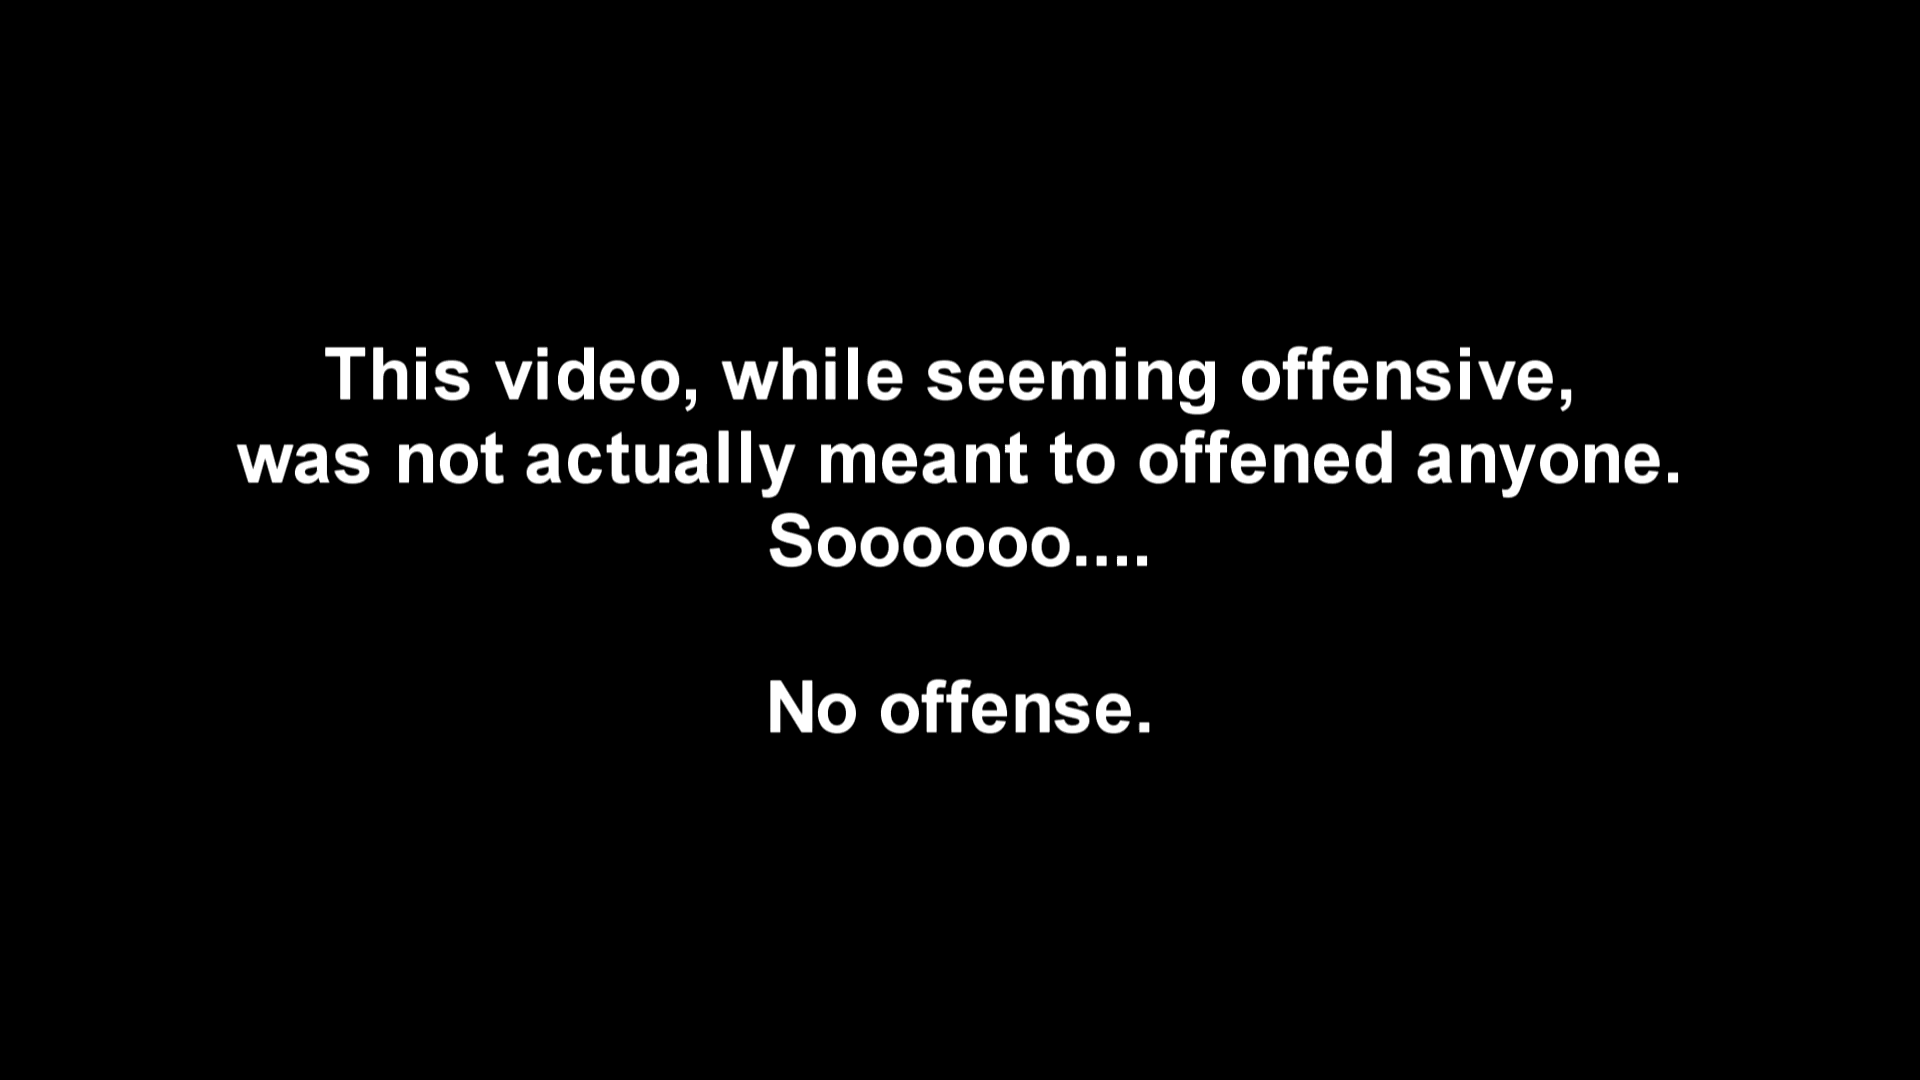 This video, while seeming offensive,
was not actually meant to offened anyone.
Soooooo....
No offense.